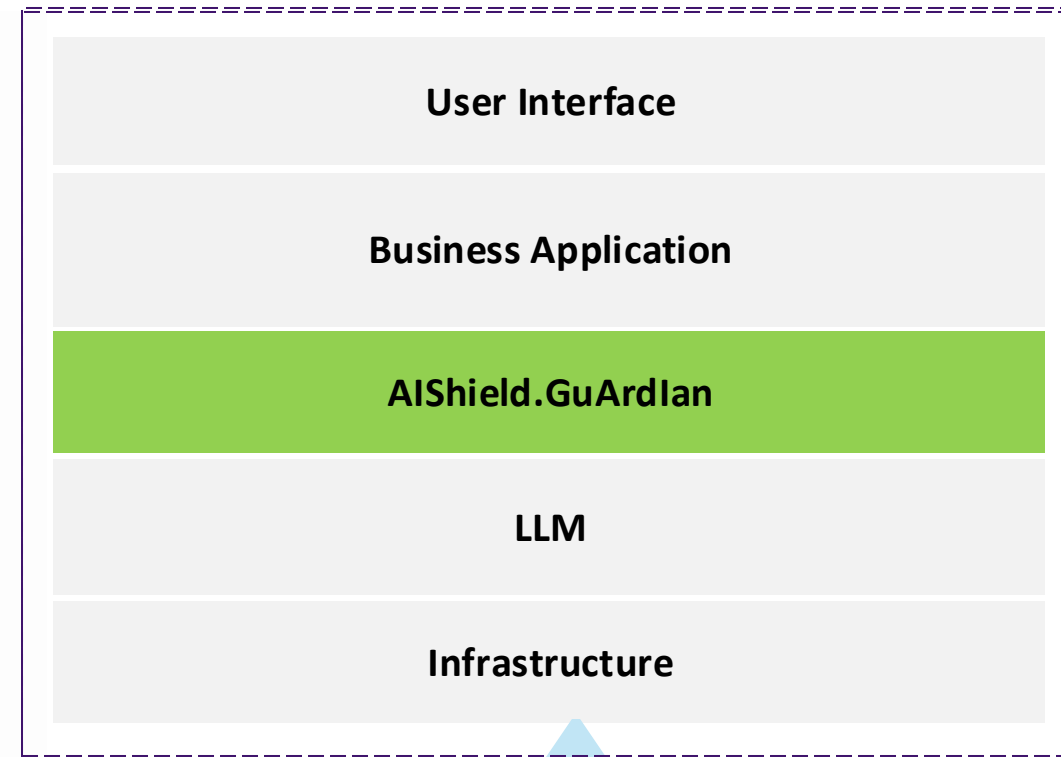 User Interface
Business Application
AIShield.GuArdIan
LLM
Infrastructure